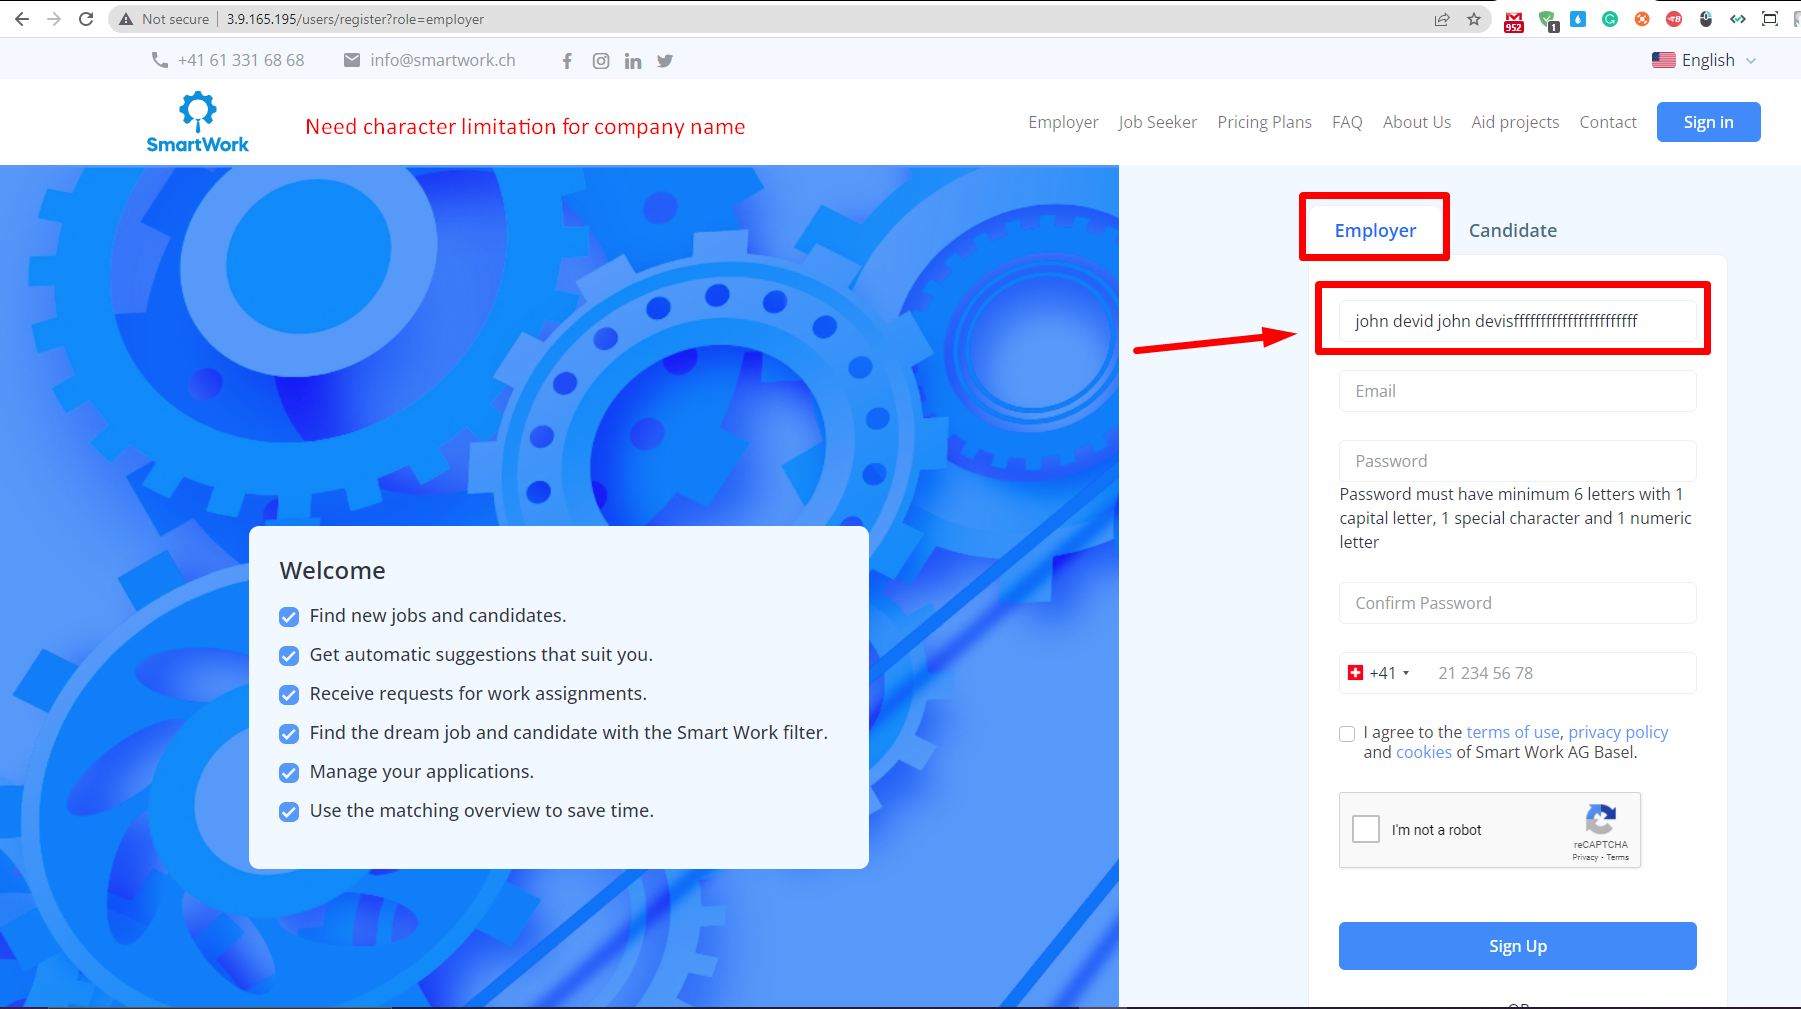 Not secure | 3.9.165.195/users/register?role=employer
952
1
+41 61 331 68 68
info@smartwork.ch
English
SmartWork
Need character limitation for company name
Employer
Job Seeker
Pricing Plans
FAQ
About Us
Aid projects
Contact
Sign in
Employer
Candidate
john devid john devisfffffffffffffffffffffff
Email
Password
Password must have minimum 6 letters with 1
capital letter, 1 special character and 1 numeric
letter
Confirm Password
+41
21 234 56 78
I agree to the terms of use, privacy policy
and cookies of Smart Work AG Basel.
I'm not a robot
reCAPTCHA
Privacy - Terms
Sign Up
Welcome
Find new jobs and candidates.
Get automatic suggestions that suit you.
Receive requests for work assignments.
Find the dream job and candidate with the Smart Work filter.
Manage your applications.
Use the matching overview to save time.